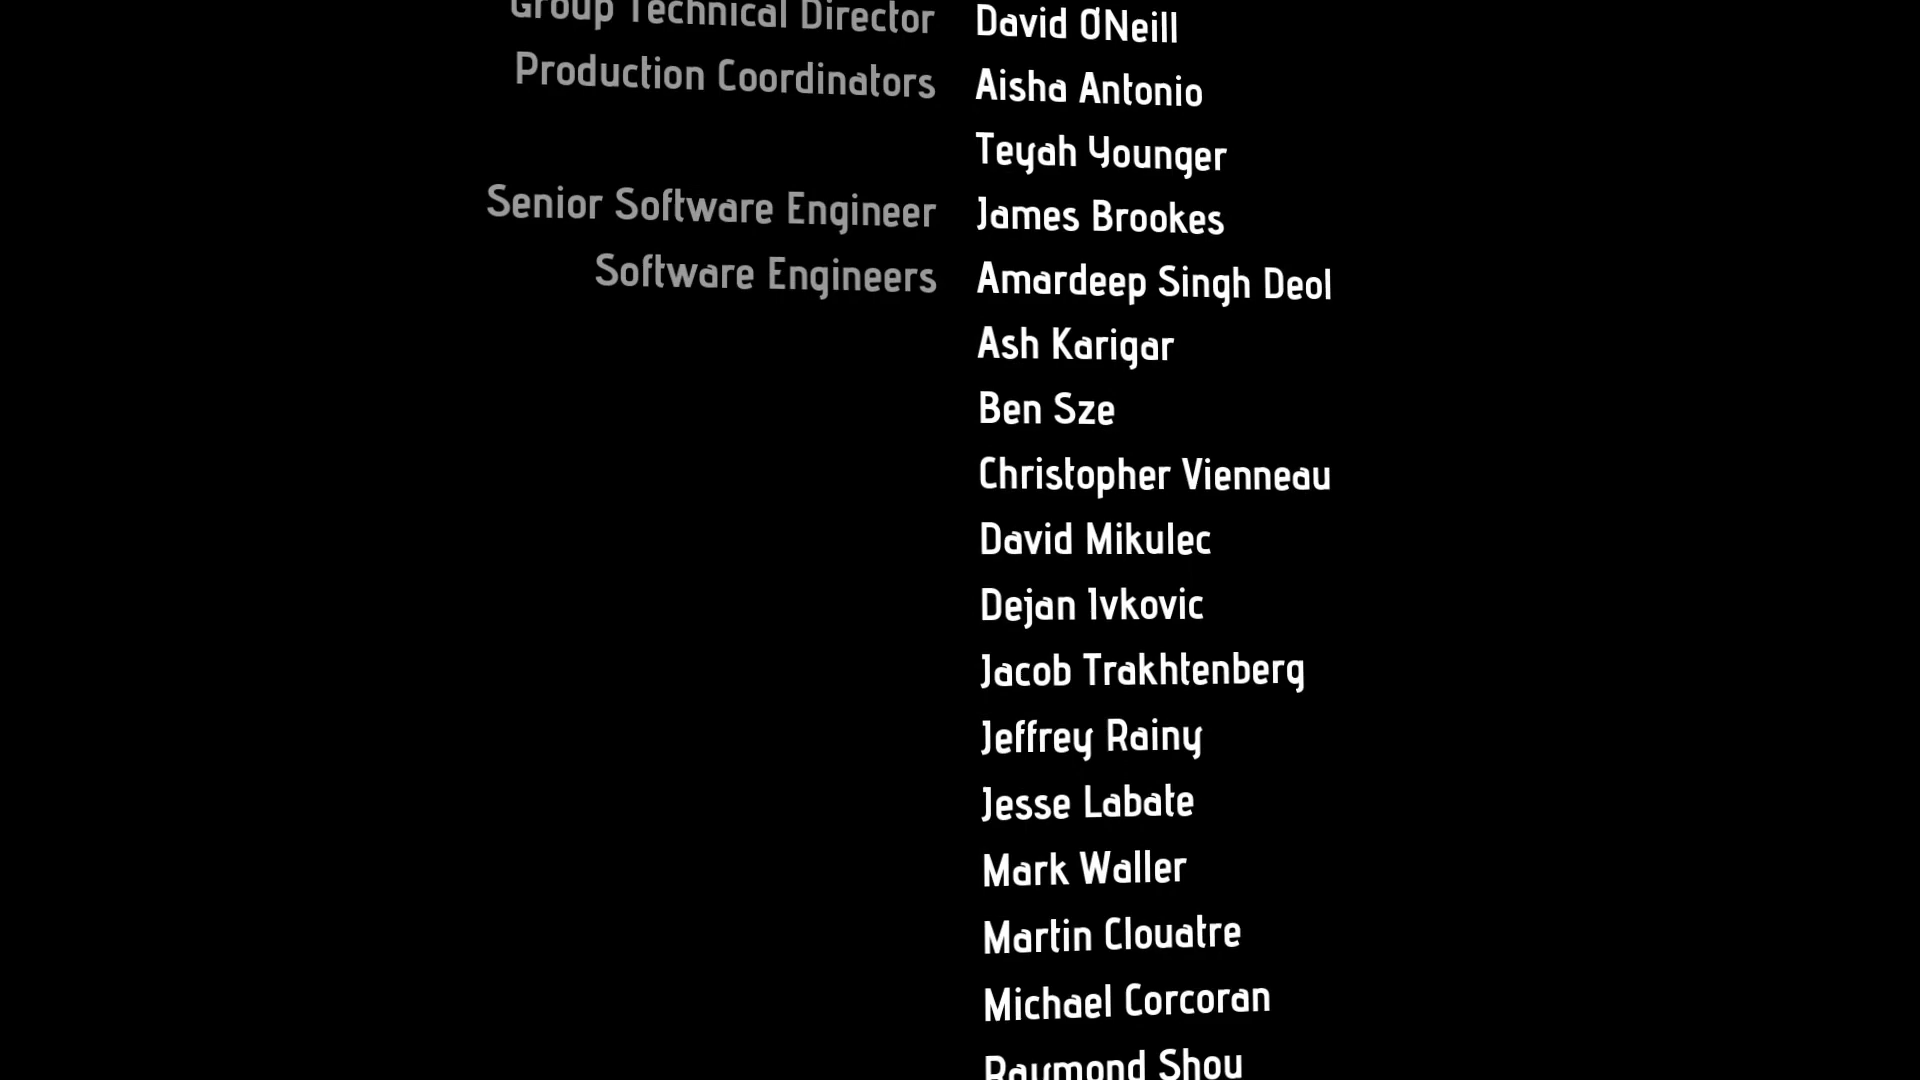 Group Technical Director David O'Neill
Production Coordinators Aisha Antonio
Teyah Younger
Senior Software Engineer James Brookes
Software Engineers Amardeep Singh Deol
Ash Karigar
Ben Sze
Christopher Vienneau
David Mikulec
Dejan Ivkovic
Jacob Trakhtenberg
Jeffrey Rainy
Jesse Labate
Mark Waller
Martin Clouatre
Michael Corcoran
Raymond Shou